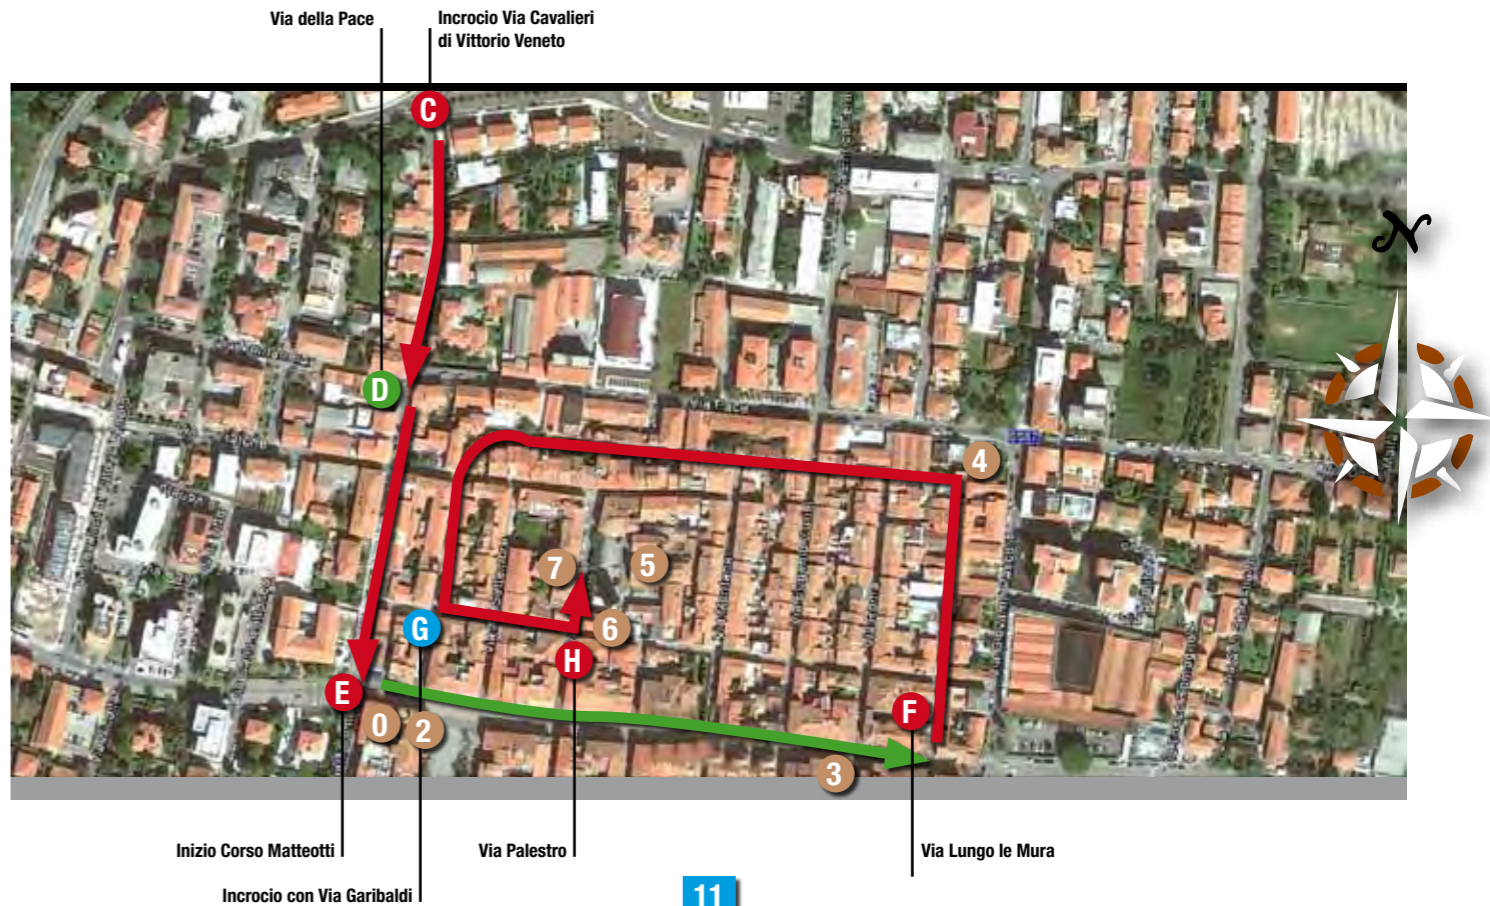 Via della Pace
Incrocio Via Cavalieri
di Vittorio Veneto
C
N
D
4
7
5
G
6
H
E
F
0
2
3
Inizio Corso Matteotti
Via Palestro
Via Lungo le Mura
Incrocio con Via Garibaldi
11